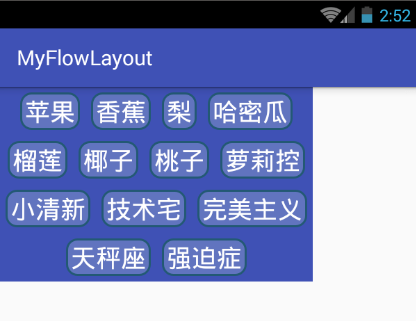 2:52
MyFlowLayout
苹果 香蕉 梨 哈密瓜
榴莲 椰子 桃子 萝莉控
小清新 技术宅 完美主义
天秤座 强迫症